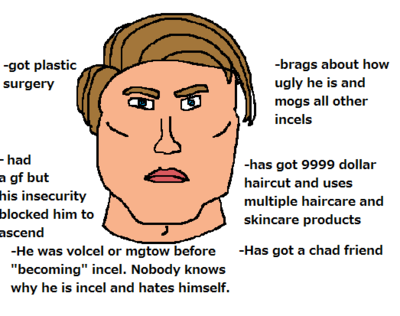 -got plastic
surgery
-brags about how
ugly he is and
mogs all other
incels
- had
a gf but
his insecurity
blocked him to
ascend
-has got 9999 dollar
haircut and uses
multiple haircare and
skincare products
-He was volcel or mgtow before
"becoming" incel. Nobody knows
why he is incel and hates himself.
-Has got a chad friend